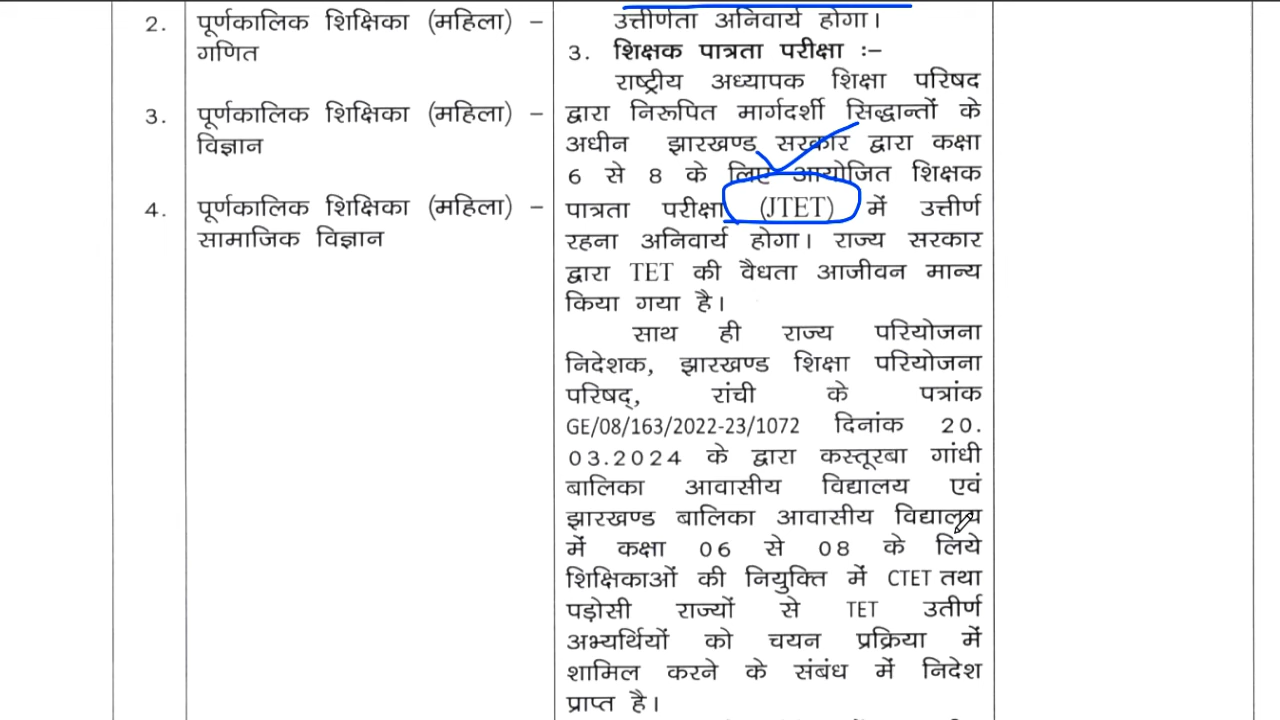 2. पूर्णकालिक शिक्षिका (महिला) –
गणित
3. पूर्णकालिक शिक्षिका (महिला) –
विज्ञान
4. पूर्णकालिक शिक्षिका (महिला) –
सामाजिक विज्ञान
उत्तीर्णता अनिवार्य होगा।
3. शिक्षक पात्रता परीक्षा :–
राष्ट्रीय अध्यापक शिक्षा परिषद
द्वारा निरूपित मार्गदर्शी सिद्धान्तों के
अधीन झारखण्ड सरकार द्वारा कक्षा
6 से 8 के लिए आयोजित शिक्षक
पात्रता परीक्षा (JTET) में उत्तीर्ण
रहना अनिवार्य होगा। राज्य सरकार
द्वारा TET की वैधता आजीवन मान्य
किया गया है।
साथ ही राज्य परियोजना
निदेशक, झारखण्ड शिक्षा परियोजना
परिषद्, रांची के पत्रांक
GE/08/163/2022-23/1072 दिनांक 20.
03.2024 के द्वारा कस्तूरबा गांधी
बालिका आवासीय विद्यालय एवं
झारखण्ड बालिका आवासीय विद्यालय
में कक्षा 06 से 08 के लिये
शिक्षिकाओं की नियुक्ति में CTET तथा
पड़ोसी राज्यों से TET उतीर्ण
अभ्यर्थियों को चयन प्रक्रिया में
शामिल करने के संबंध में निदेश
प्राप्त है।